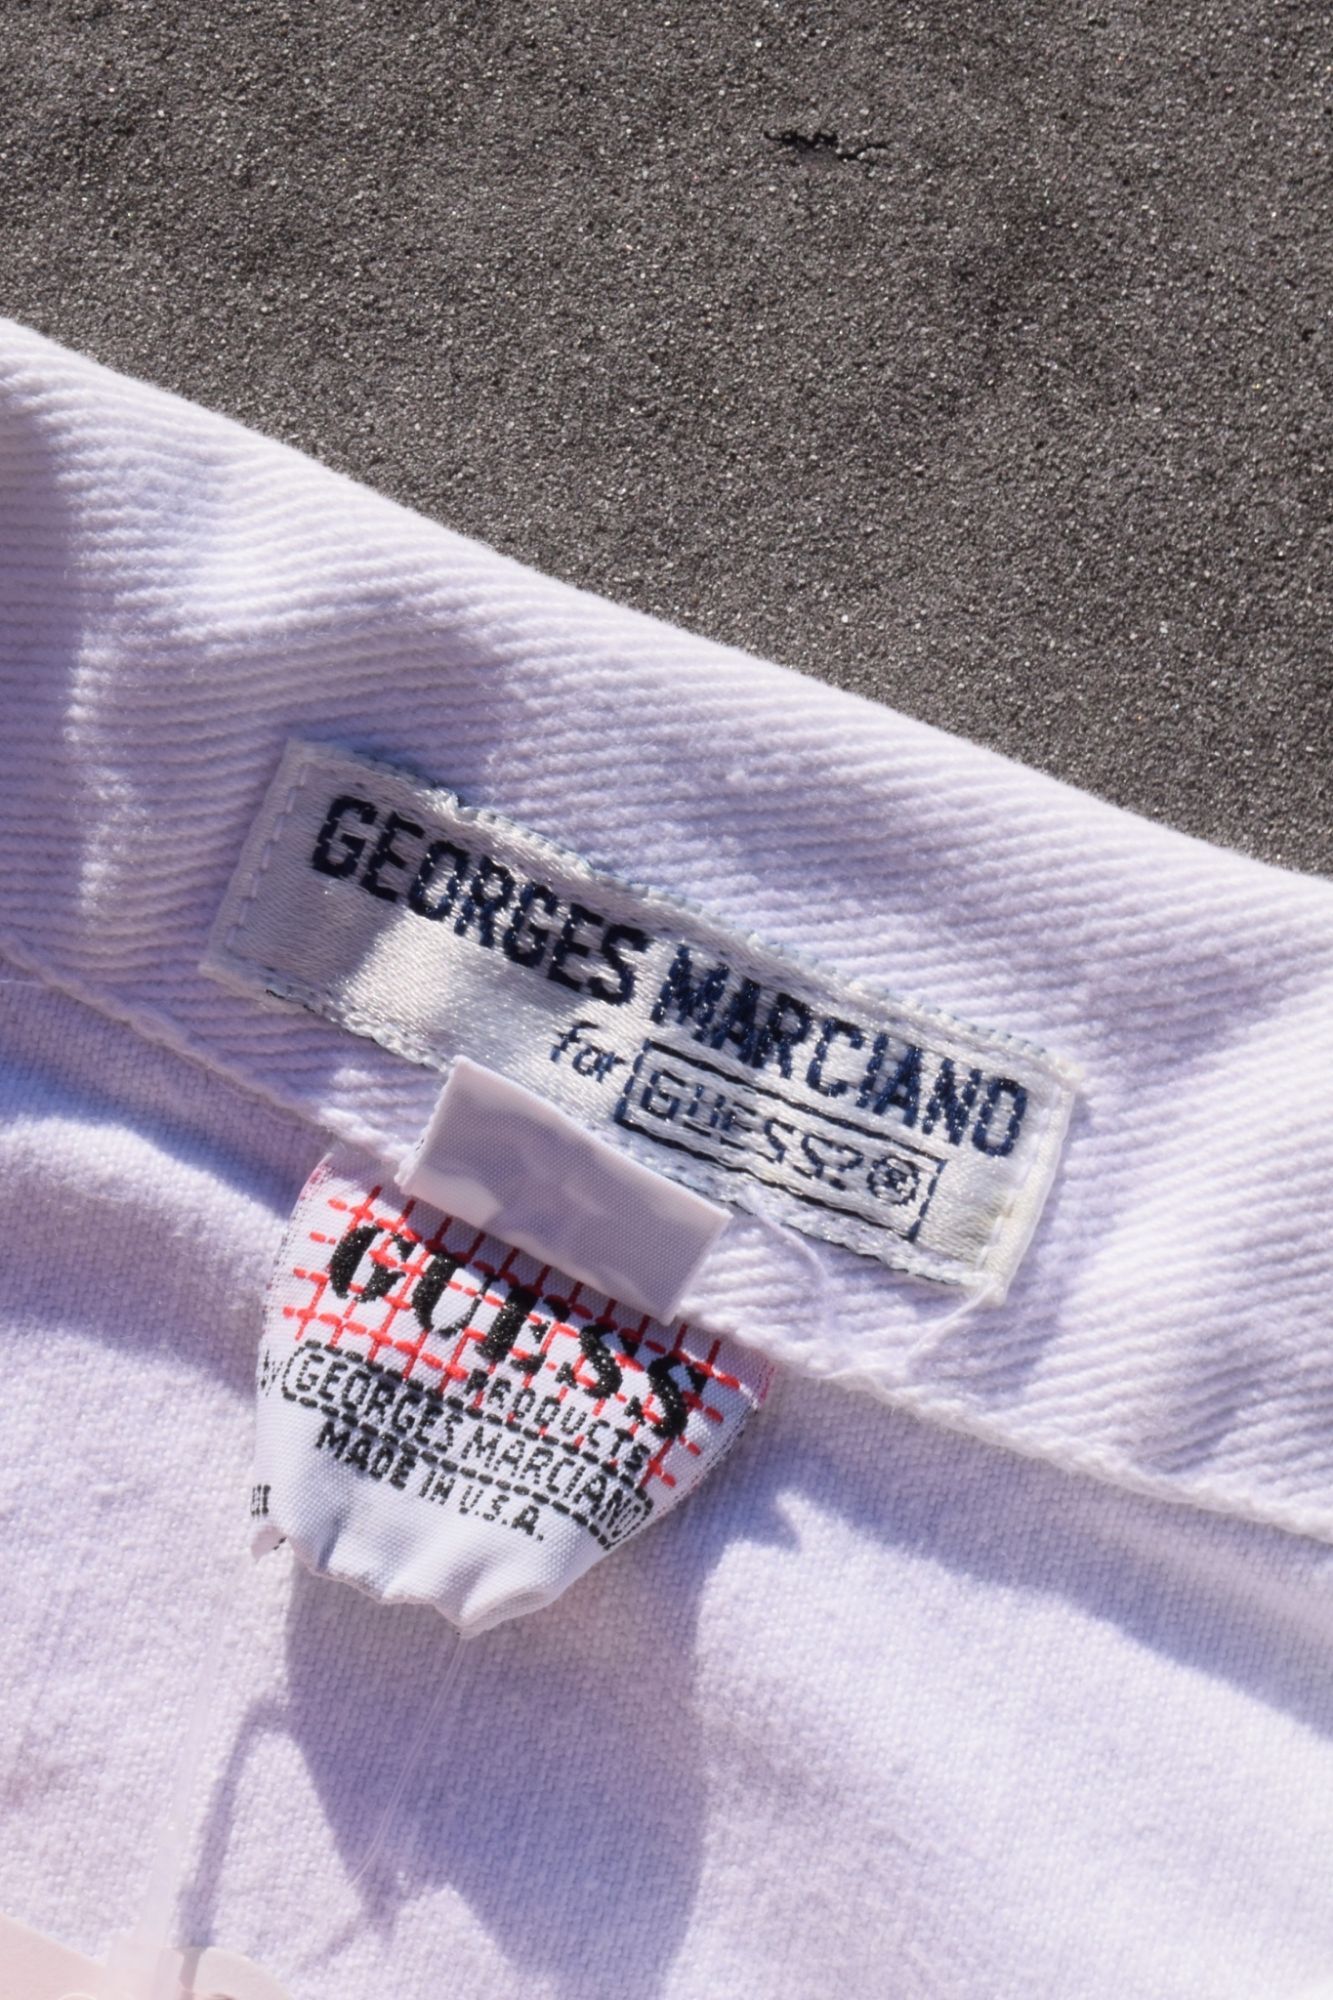 GEORGES MARCIANO
for GUESS?®
GUESS
PRODUCTS
by GEORGES MARCIANO
MADE IN U.S.A.